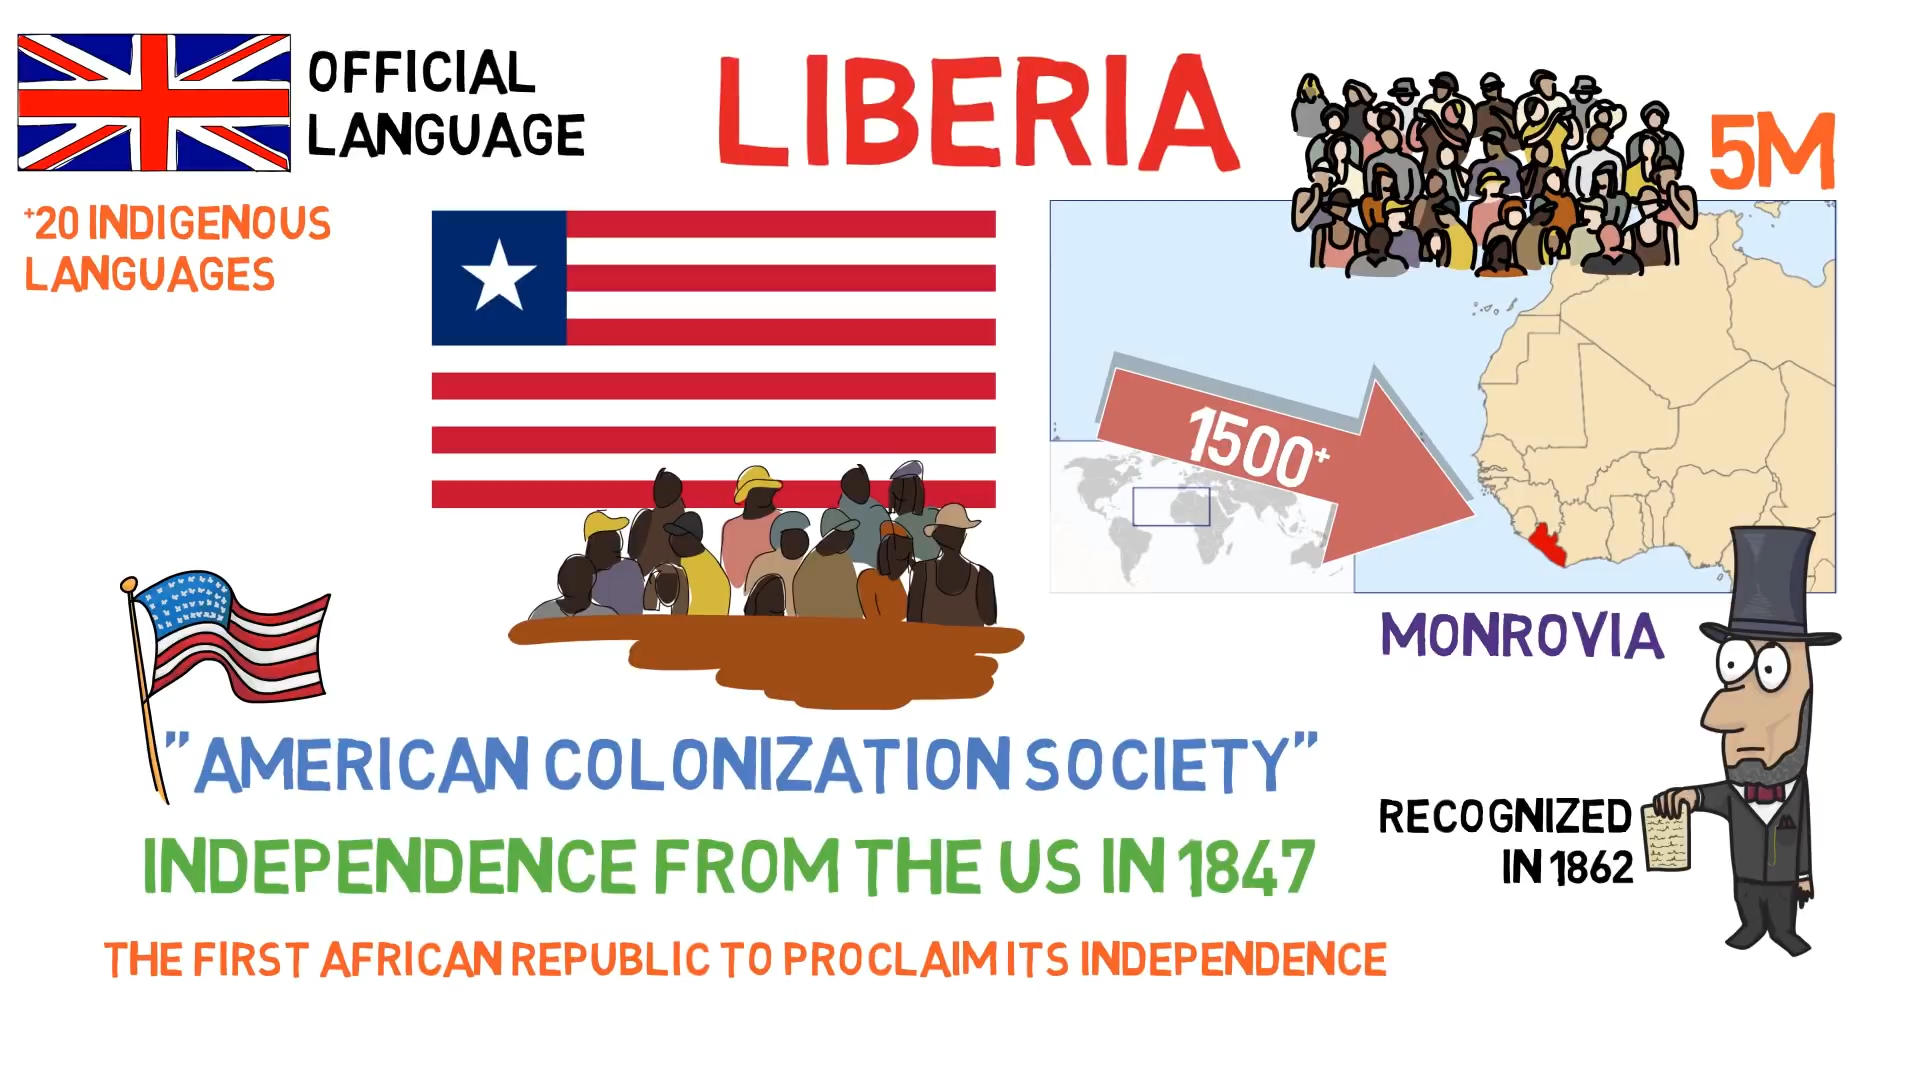 OFFICIAL
LANGUAGE
LIBERIA
5M
+20 INDIGENOUS
LANGUAGES
1500+
MONROVIA
"AMERICAN COLONIZATION SOCIETY"
RECOGNIZED
IN 1862
INDEPENDENCE FROM THE US IN 1847
THE FIRST AFRICAN REPUBLIC TO PROCLAIM ITS INDEPENDENCE